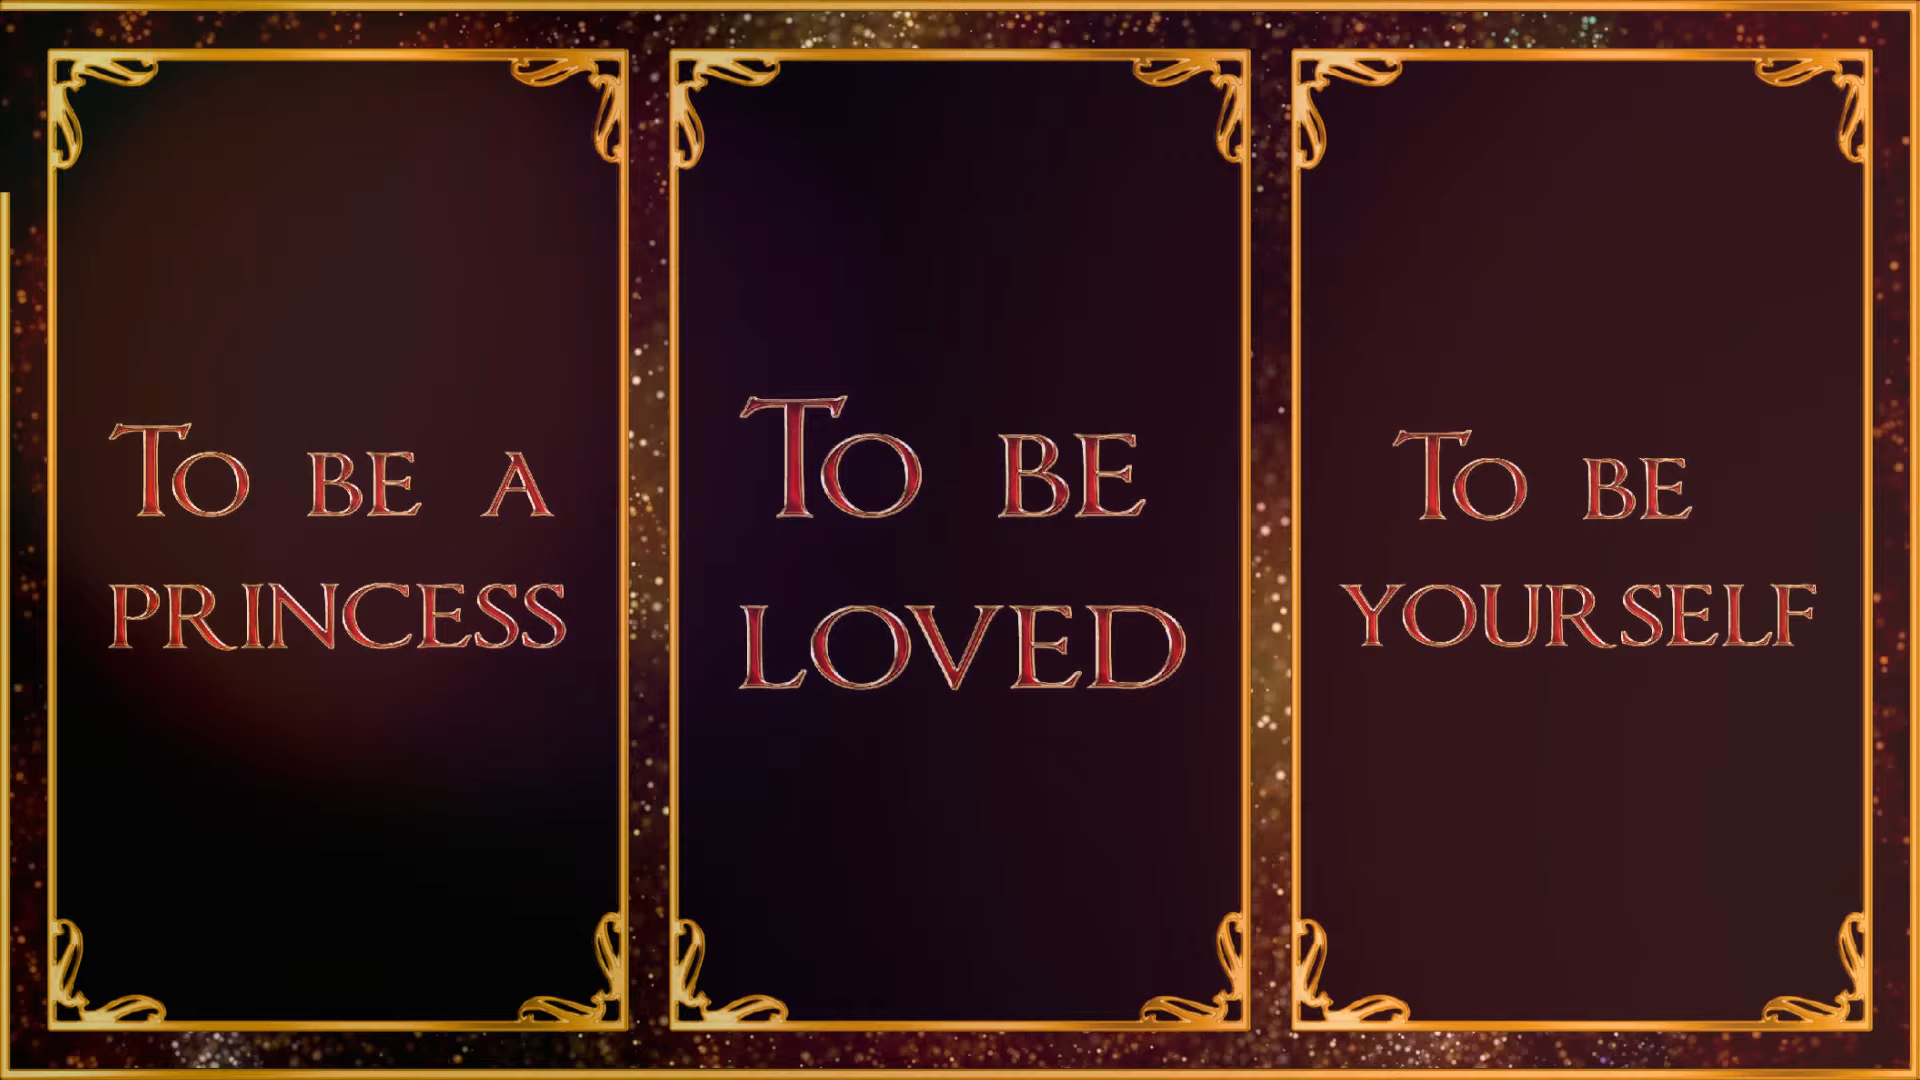 To be a
princess
To be
loved
To be
yourself